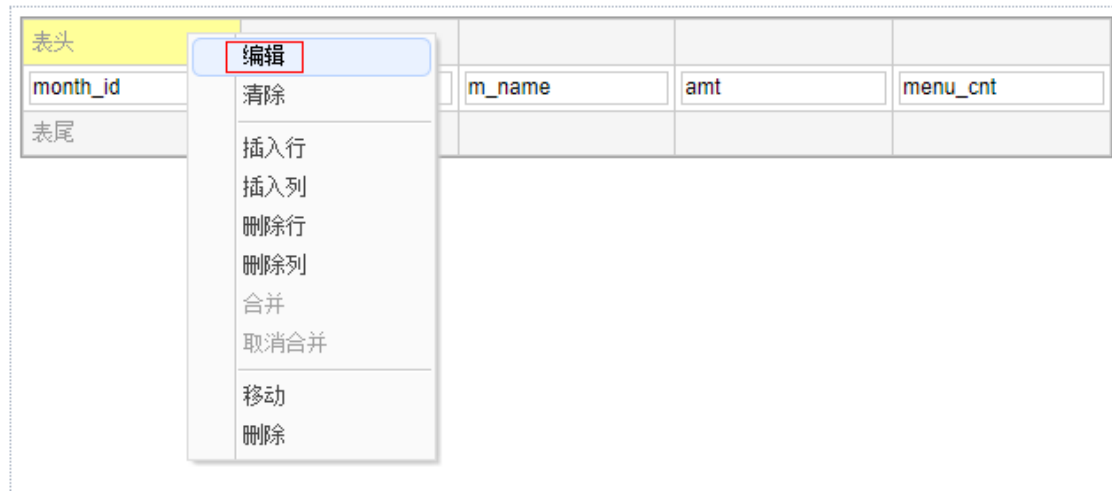 表头
month_id m_name amt menu_cnt
表尾
编辑
清除
插入行
插入列
删除行
删除列
合并
取消合并
移动
删除